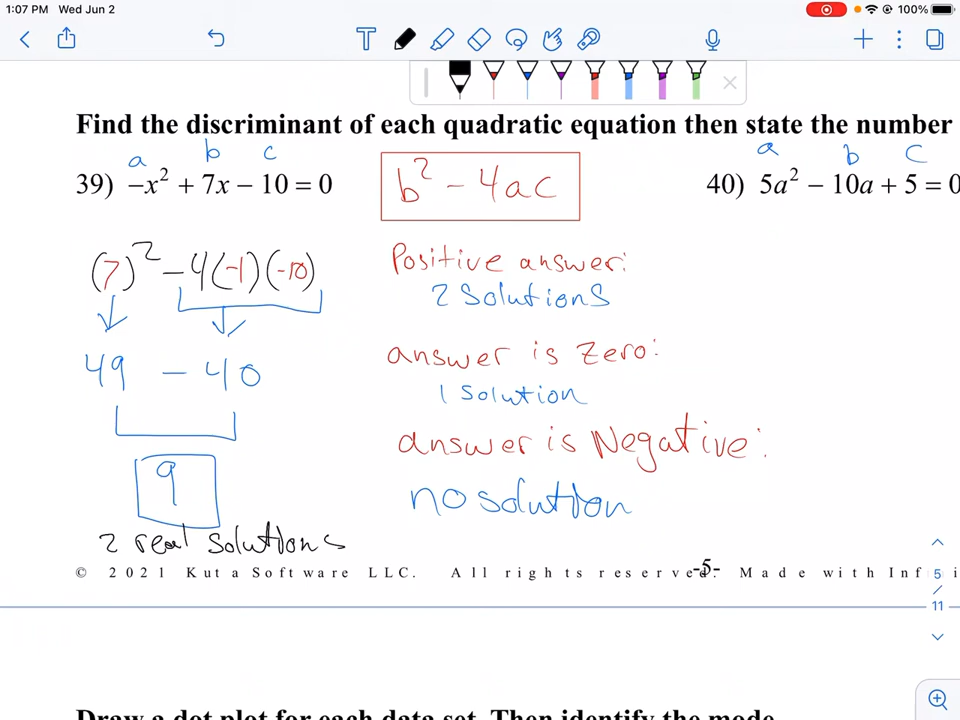 1:07 PM Wed Jun 2
100%
Find the discriminant of each quadratic equation then state the number
a b c
39) −x² + 7x − 10 = 0
b² − 4ac
a b c
40) 5a² − 10a + 5 = 0
(7)² − 4(-1)(-10)
49 − 40
9
2 real solutions
Positive answer:
2 Solutions
answer is Zero:
1 Solution
answer is Negative:
no solution
© 2021 Kuta Software LLC. All rights reserved. Made with Infi
-5-
5
/
11
Draw a dot plot for each data set. Then identify the mode.